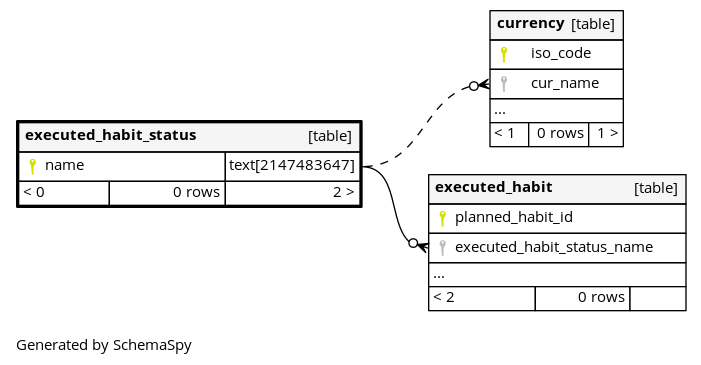 currency [table]
iso_code
cur_name
...
< 1 0 rows 1 >
executed_habit_status [table]
name text[2147483647]
< 0 0 rows 2 >
executed_habit [table]
planned_habit_id
executed_habit_status_name
...
< 2 0 rows
Generated by SchemaSpy